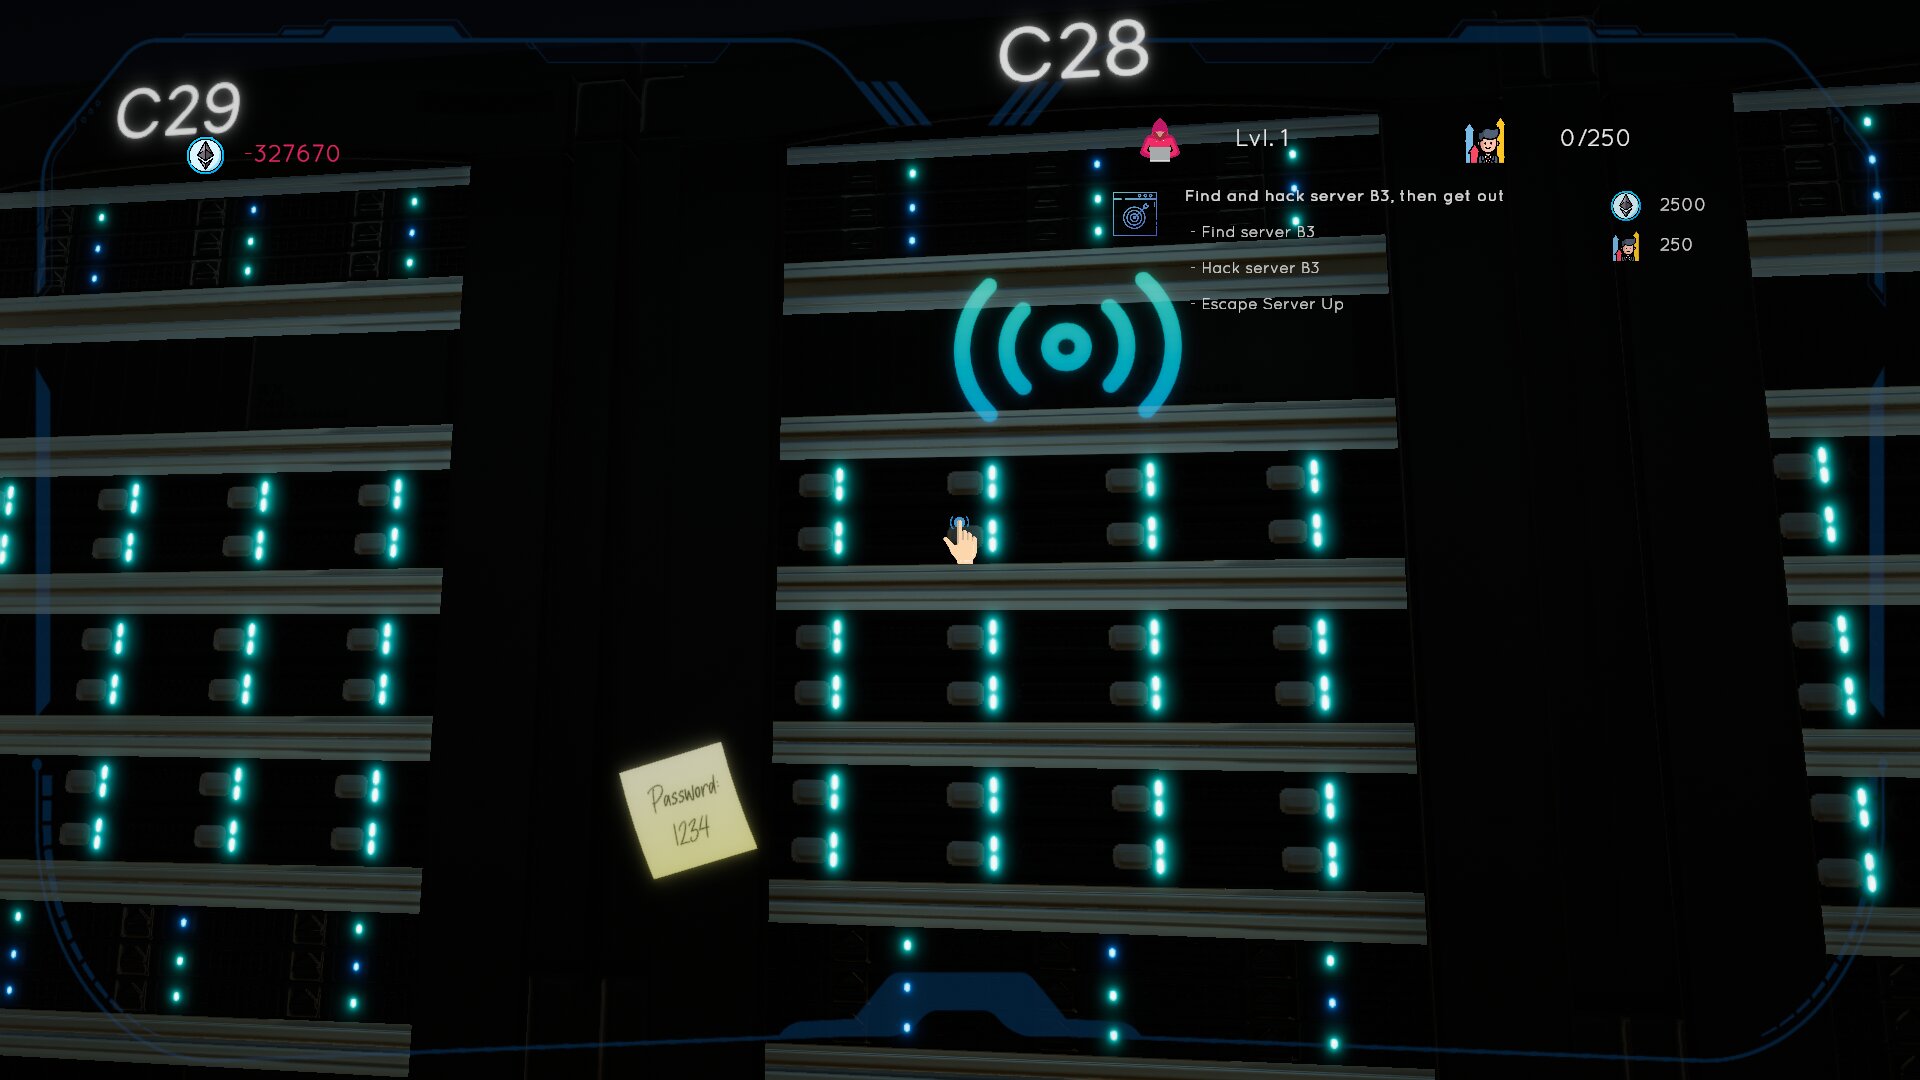 C28
C29
-327670
Lvl. 1
0/250
Find and hack server B3, then get out
2500
- Find server B3
250
- Hack server B3
- Escape Server Up
Password:
1234